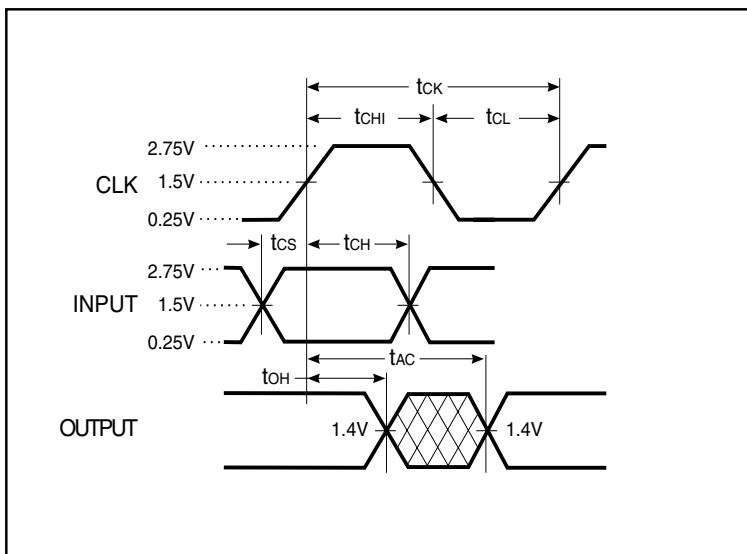 tCK
tCHI tCL
2.75V
CLK 1.5V
0.25V
tCS tCH
2.75V
INPUT 1.5V
0.25V
tAC
tOH
OUTPUT 1.4V 1.4V